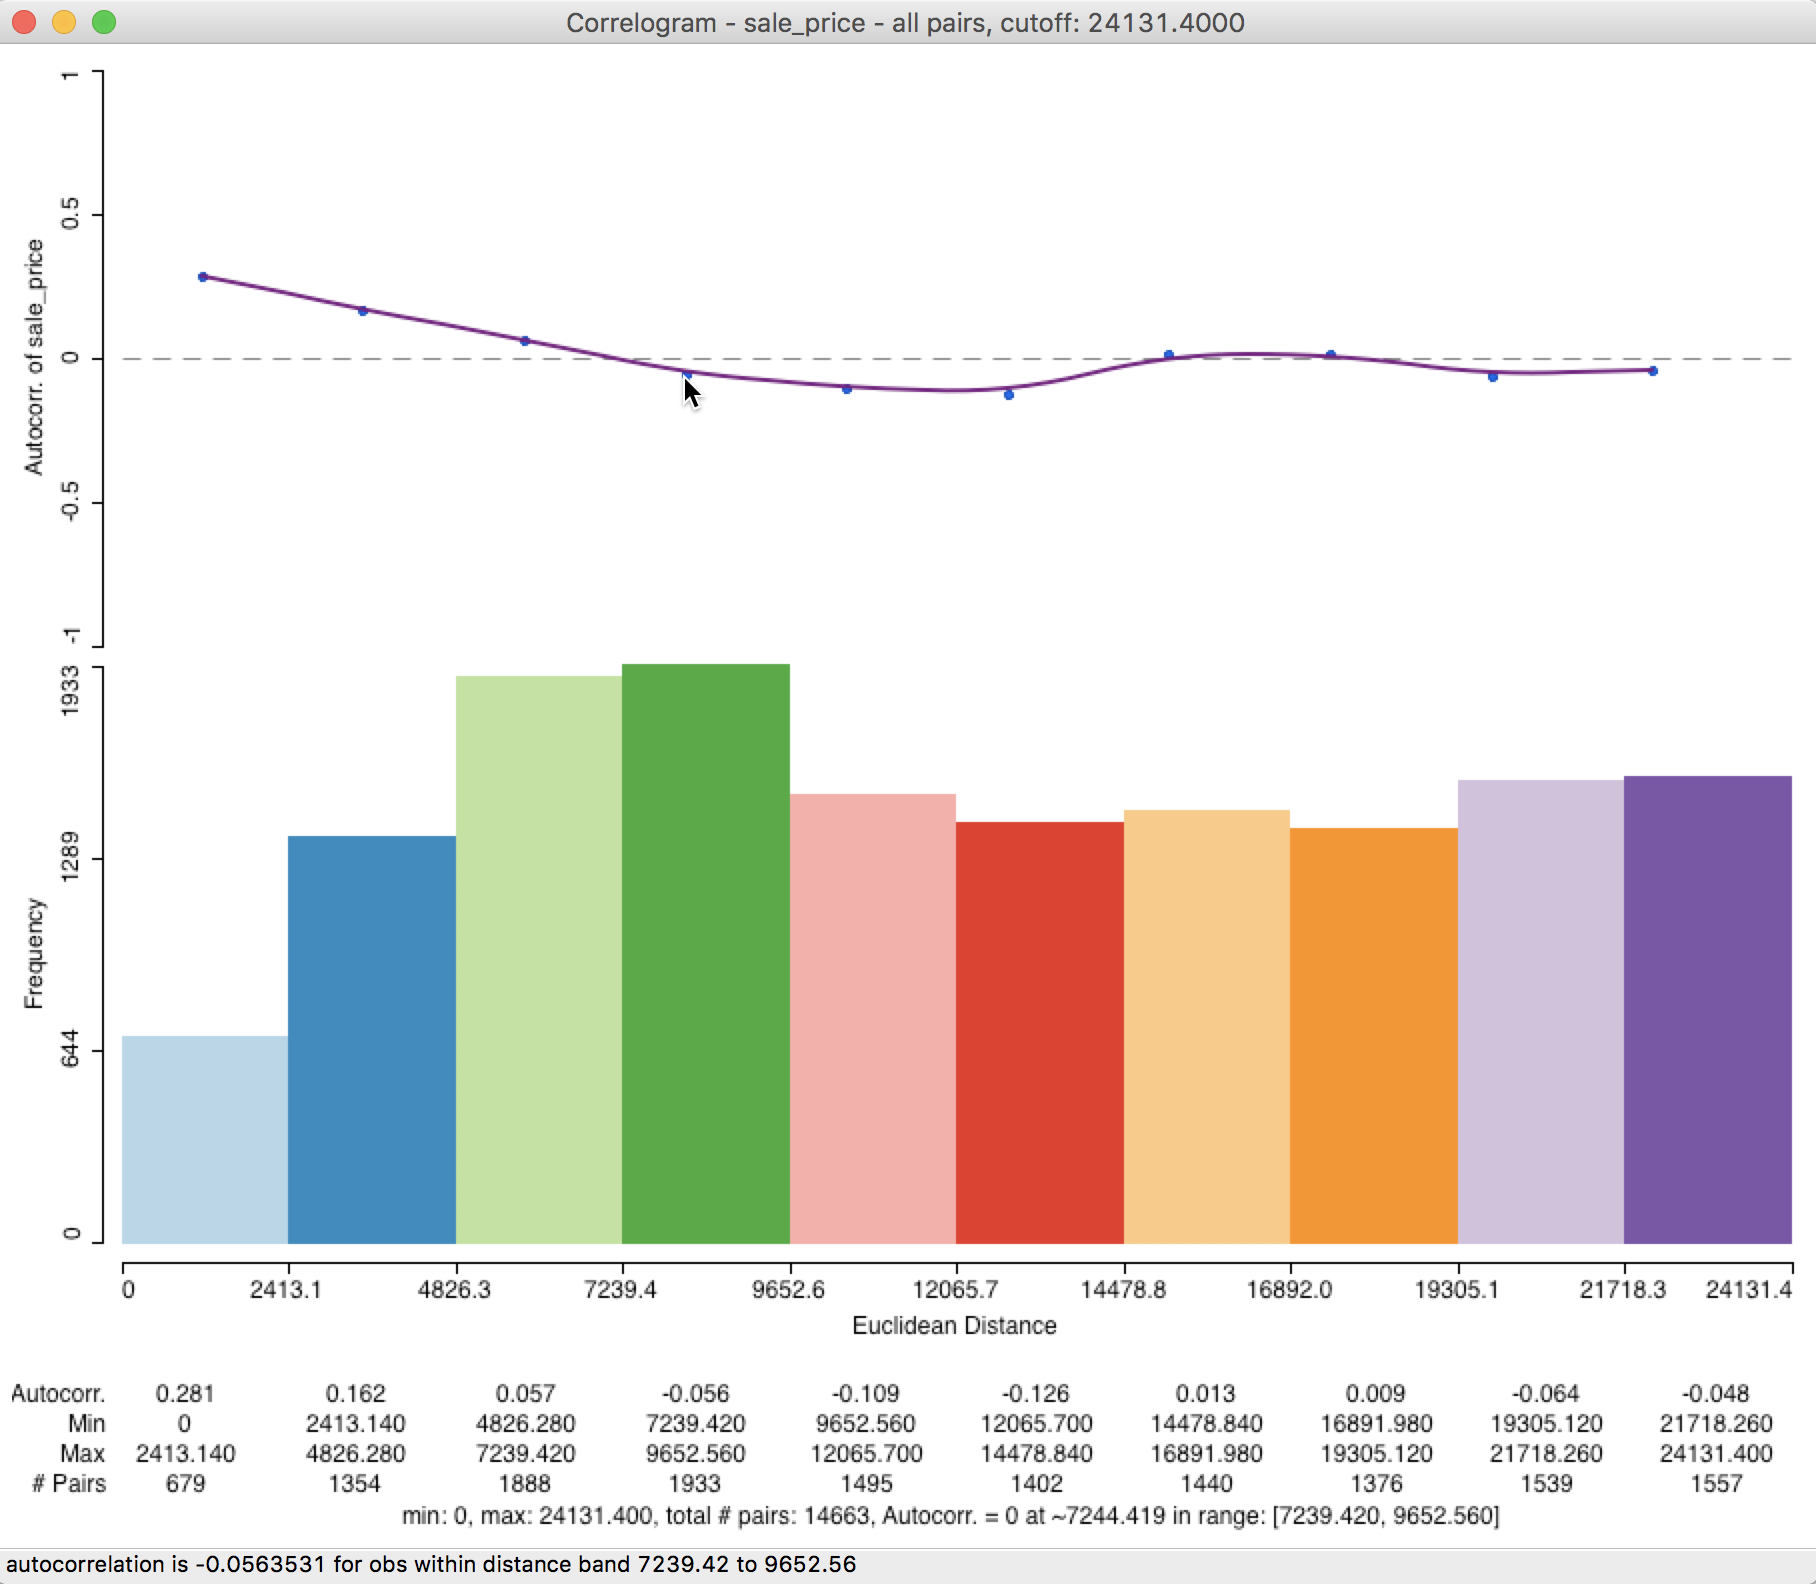 Correlogram - sale_price - all pairs, cutoff: 24131.4000
1
0.5
0
-0.5
-1
Autocorr. of sale_price
1933
1289
644
0
Frequency
0 2413.1 4826.3 7239.4 9652.6 12065.7 14478.8 16892.0 19305.1 21718.3 24131.4
Euclidean Distance
Autocorr. 0.281 0.162 0.057 -0.056 -0.109 -0.126 0.013 0.009 -0.064 -0.048
Min 0 2413.140 4826.280 7239.420 9652.560 12065.700 14478.840 16891.980 19305.120 21718.260
Max 2413.140 4826.280 7239.420 9652.560 12065.700 14478.840 16891.980 19305.120 21718.260 24131.400
# Pairs 679 1354 1888 1933 1495 1402 1440 1376 1539 1557
min: 0, max: 24131.400, total # pairs: 14663, Autocorr. = 0 at ~7244.419 in range: [7239.420, 9652.560]
autocorrelation is -0.0563531 for obs within distance band 7239.42 to 9652.56